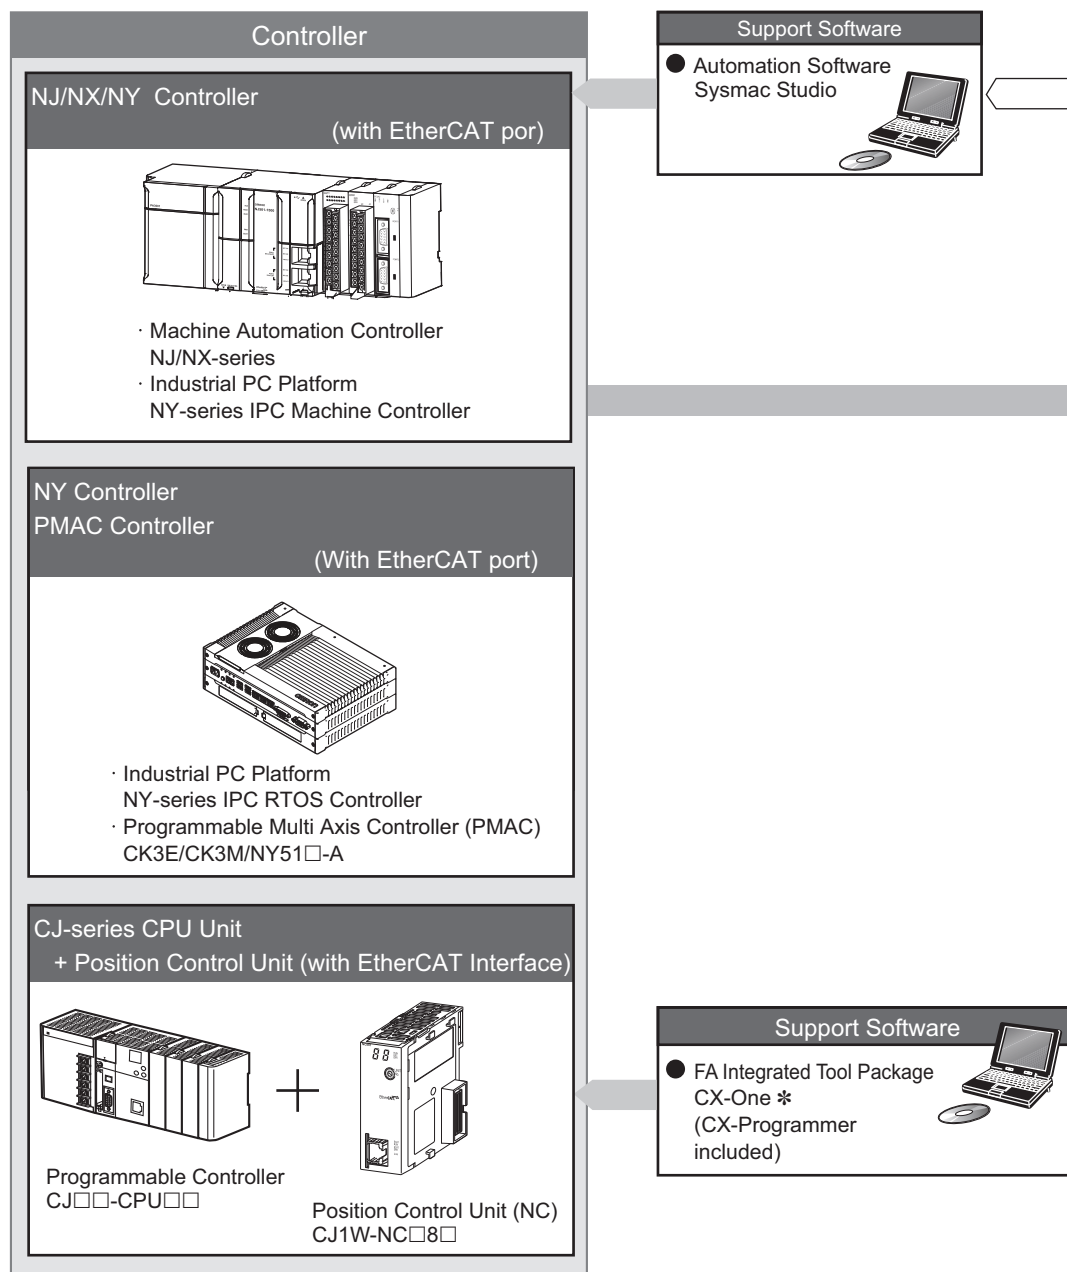 Controller
NJ/NX/NY Controller
(with EtherCAT por)
· Machine Automation Controller
NJ/NX-series
· Industrial PC Platform
NY-series IPC Machine Controller
NY Controller
PMAC Controller
(With EtherCAT port)
· Industrial PC Platform
NY-series IPC RTOS Controller
· Programmable Multi Axis Controller (PMAC)
CK3E/CK3M/NY51□-A
CJ-series CPU Unit
+ Position Control Unit (with EtherCAT Interface)
88
+
Programmable Controller
CJ□□-CPU□□
Position Control Unit (NC)
CJ1W-NC□8□
Support Software
● Automation Software
Sysmac Studio
Support Software
● FA Integrated Tool Package
CX-One ✻
(CX-Programmer
included)